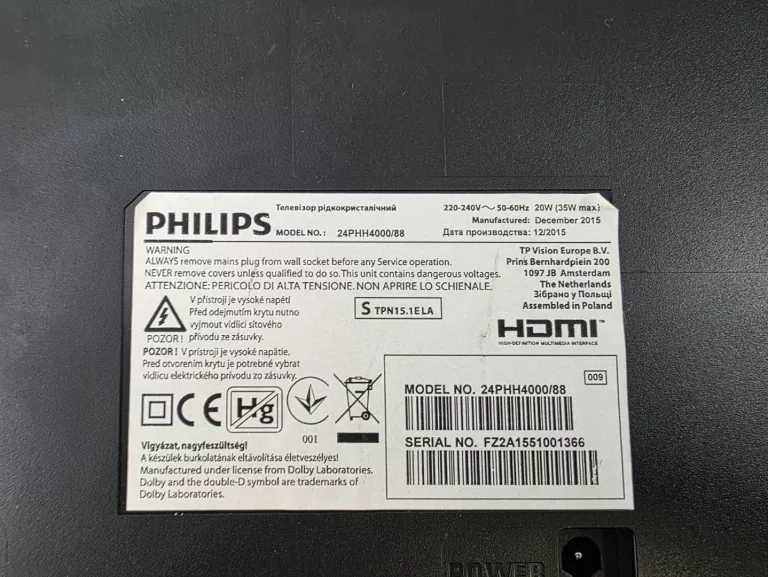 PHILIPS
Телевізор рідкокристалічний
MODEL NO.: 24PHH4000/88
220-240V～ 50-60Hz 20W (35W max)
Manufactured: December 2015
Дата производства: 12/2015
WARNING
ALWAYS remove mains plug from wall socket before any Service operation.
NEVER remove covers unless qualified to do so. This unit contains dangerous voltages.
ATTENZIONE: PERICOLO DI ALTA TENSIONE. NON APRIRE LO SCHIENALE.
TP Vision Europe B.V.
Prins Bernhardplein 200
1097 JB Amsterdam
The Netherlands
Зібрано у Польщі
Assembled in Poland
V přístroji je vysoké napětí
Před odejmutím krytu nutno
vyjmout vidlici síťového
POZOR! přívodu ze zásuvky.
S TPN15.1E LA
HDMI
HIGH-DEFINITION MULTIMEDIA INTERFACE
POZOR! V prístroji je vysoké napätie.
Pred otvorením krytu je potrebné vybrat
vidlicu elektrického prívodu zo zásuvky.
CE
Hg
001
009
MODEL NO. 24PHH4000/88
SERIAL NO. FZ2A1551001366
Vigyázat, nagyfeszültség!
A készülek burkolatának eltávolítása életveszélyes!
Manufactured under license from Dolby Laboratories.
Dolby and the double-D symbol are trademarks of
Dolby Laboratories.
POWER